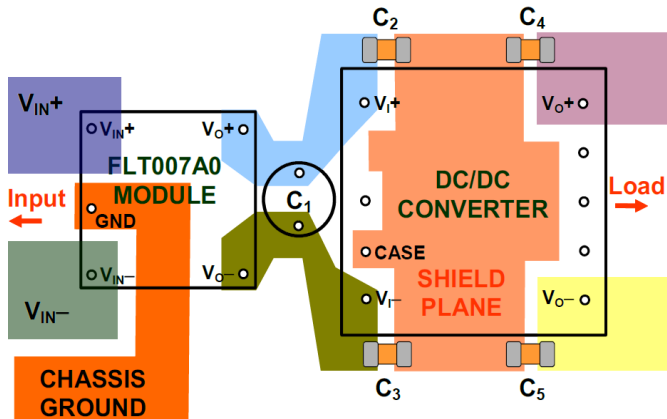 C2
C4
VIN+
VIN+
VO+
VI+
VO+
FLT007A0
MODULE
Input
GND
C1
DC/DC
CONVERTER
Load
CASE
VIN–
VIN–
VO–
SHIELD
PLANE
VI–
VO–
CHASSIS
GROUND
C3
C5